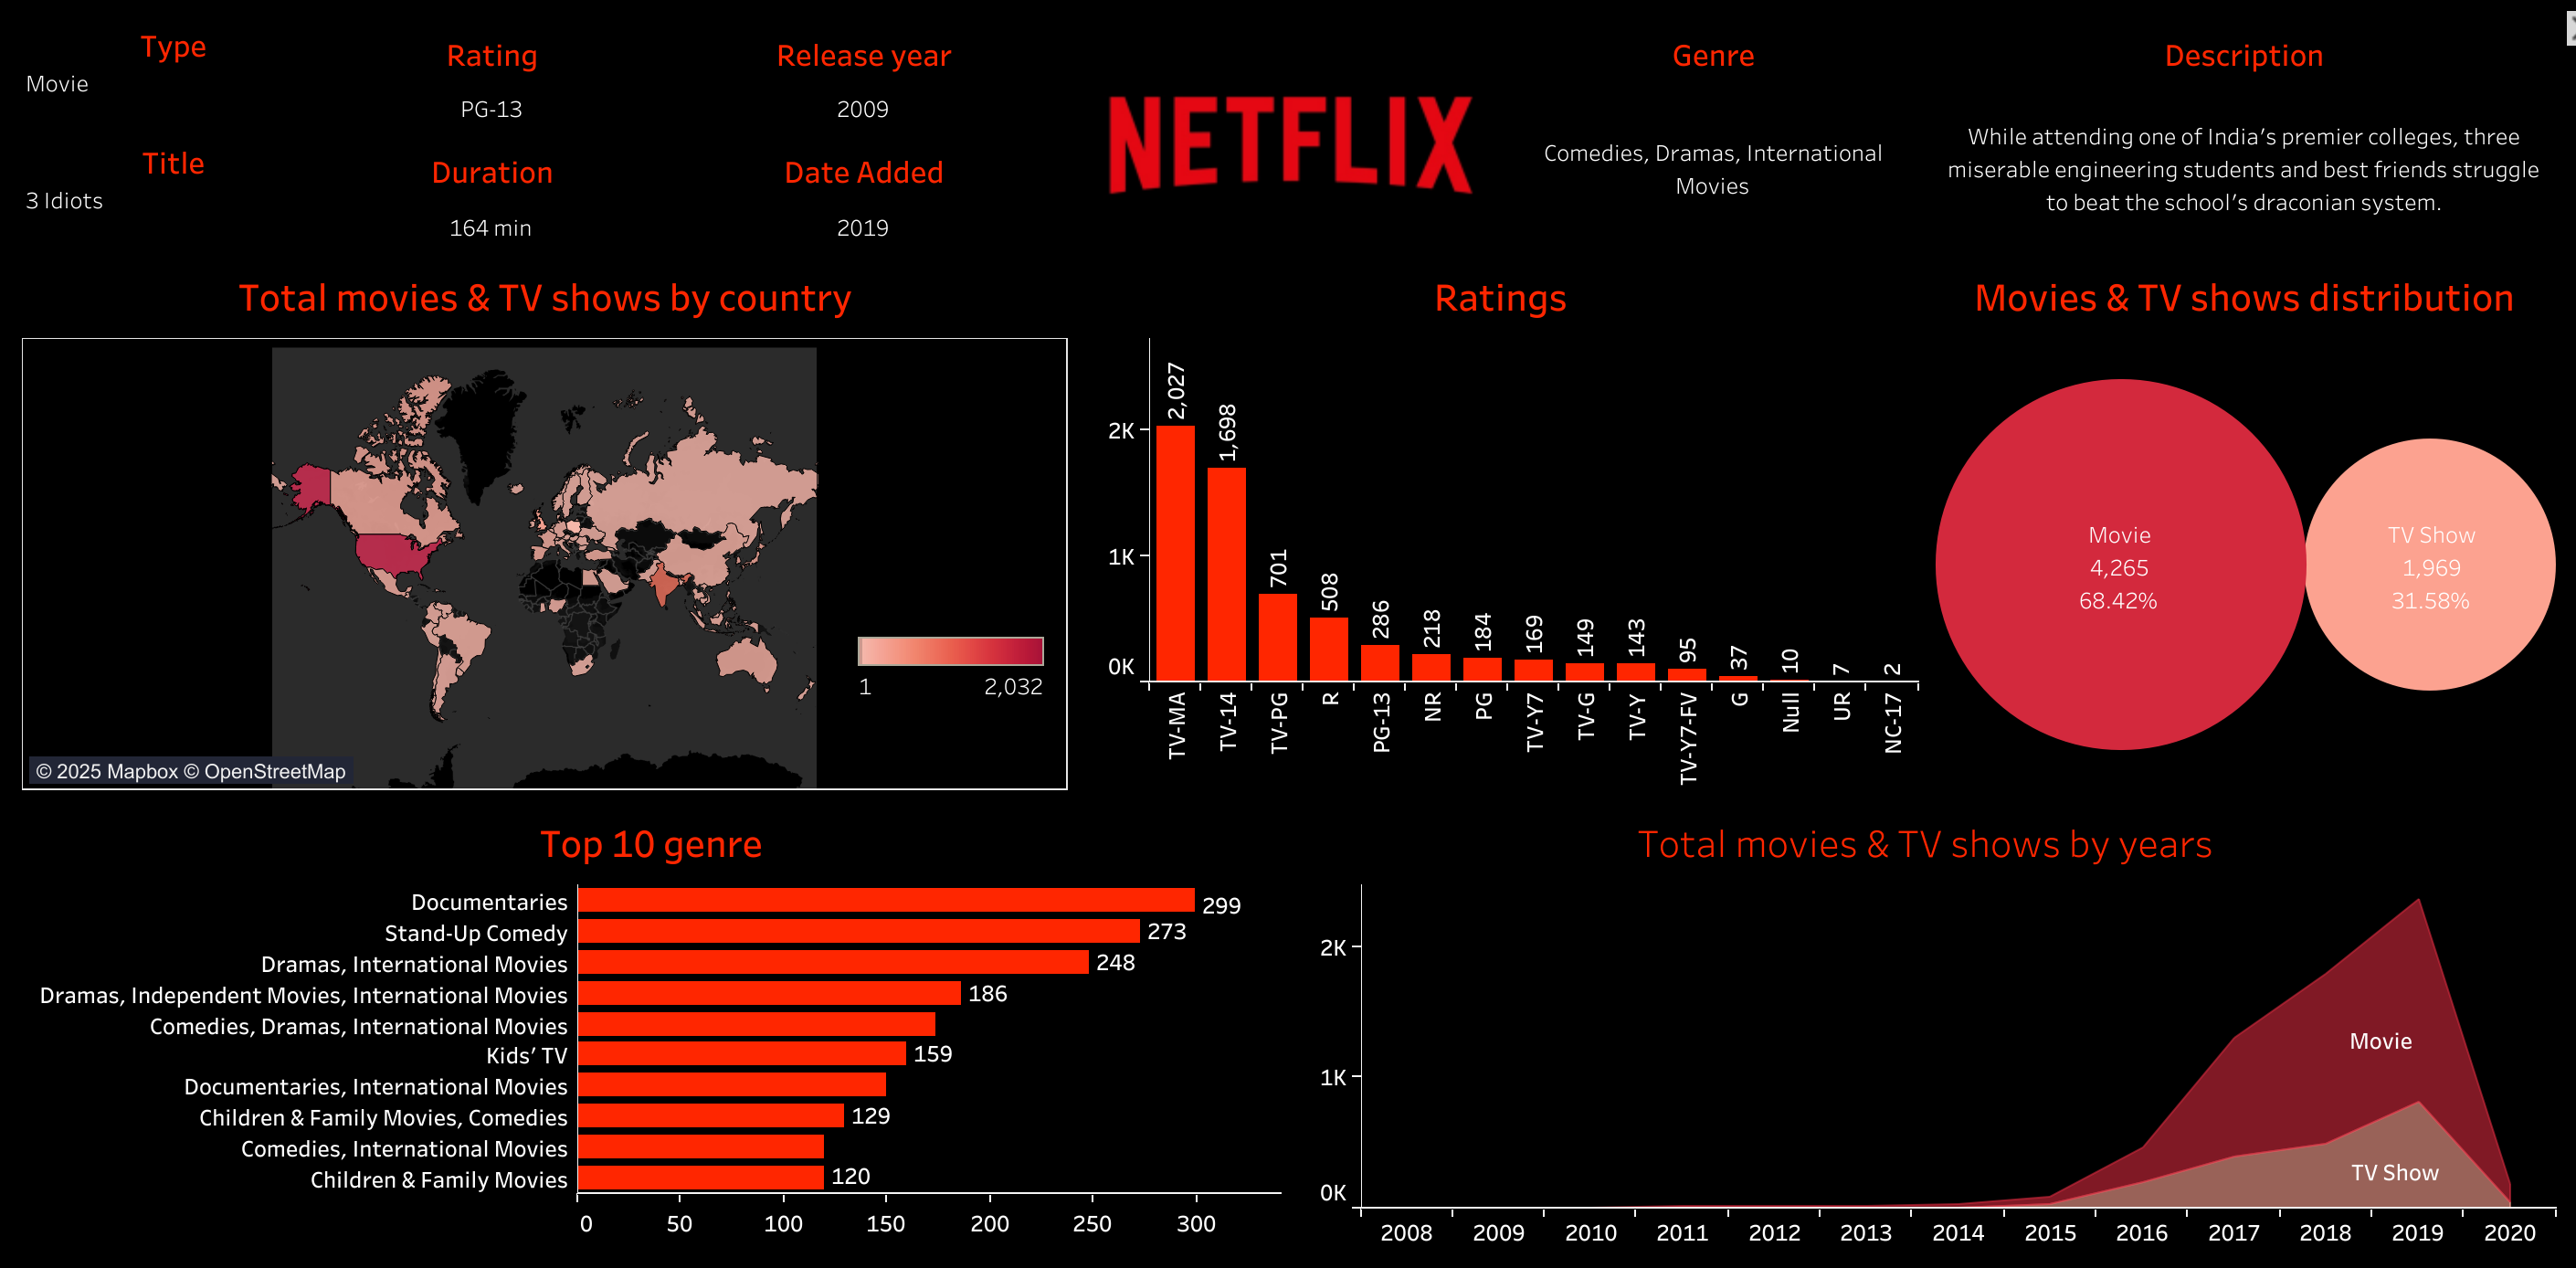 Type
Movie
Title
3 Idiots
Rating
PG-13
Duration
164 min
Release year
2009
Date Added
2019
NETFLIX
Genre
Comedies, Dramas, International
Movies
Description
While attending one of India's premier colleges, three
miserable engineering students and best friends struggle
to beat the school's draconian system.
Total movies & TV shows by country
1
2,032
© 2025 Mapbox © OpenStreetMap
Ratings
2K
1K
0K
2,027
1,698
701
508
286
218
184
169
149
143
95
37
10
7
2
TV-MA
TV-14
TV-PG
R
PG-13
NR
PG
TV-Y7
TV-G
TV-Y
TV-Y7-FV
G
Null
UR
NC-17
Movies & TV shows distribution
Movie
4,265
68.42%
TV Show
1,969
31.58%
Top 10 genre
Documentaries 299
Stand-Up Comedy 273
Dramas, International Movies 248
Dramas, Independent Movies, International Movies 186
Comedies, Dramas, International Movies
Kids' TV 159
Documentaries, International Movies
Children & Family Movies, Comedies 129
Comedies, International Movies
Children & Family Movies 120
0 50 100 150 200 250 300
Total movies & TV shows by years
2K
1K
0K
Movie
TV Show
2008 2009 2010 2011 2012 2013 2014 2015 2016 2017 2018 2019 2020